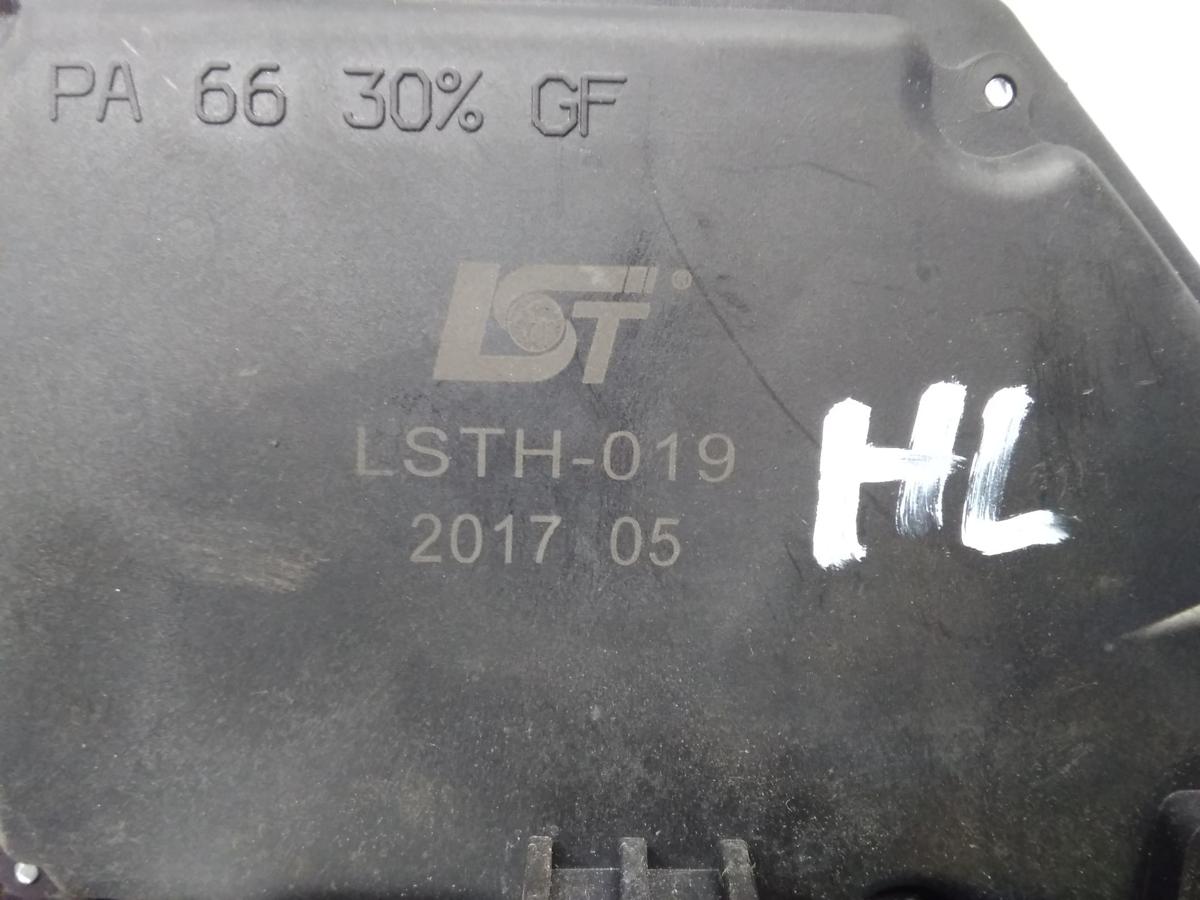 PA 66 30% GF
LST®
LSTH-019
2017 05
HL